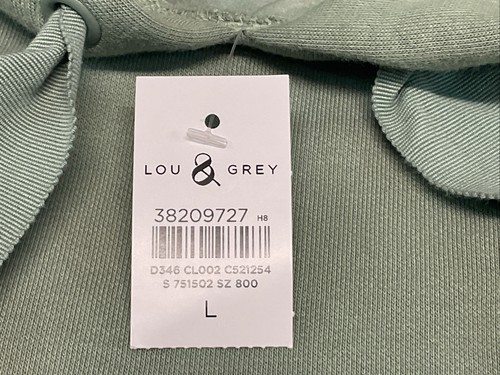 LOU & GREY
38209727 H8
D346 CL002 C521254
S 751502 SZ 800
L